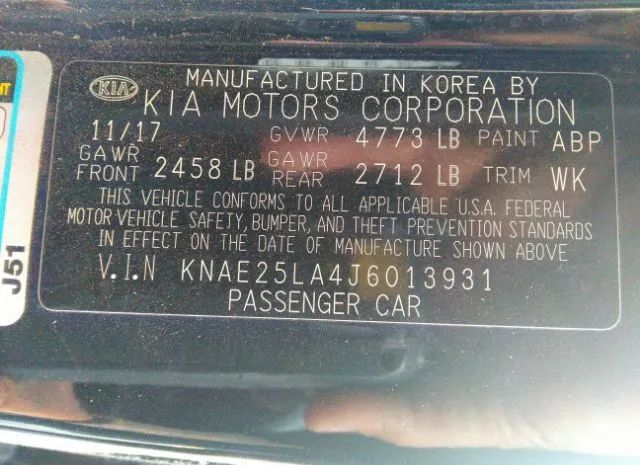 KIA
MANUFACTURED IN KOREA BY
KIA MOTORS CORPORATION
11/17 GVWR 4773 LB PAINT ABP
GAWR FRONT 2458 LB GAWR REAR 2712 LB TRIM WK
THIS VEHICLE CONFORMS TO ALL APPLICABLE U.S.A. FEDERAL
MOTOR VEHICLE SAFETY, BUMPER, AND THEFT PREVENTION STANDARDS
IN EFFECT ON THE DATE OF MANUFACTURE SHOWN ABOVE
V.I.N KNAE25LA4J6013931
PASSENGER CAR
J51